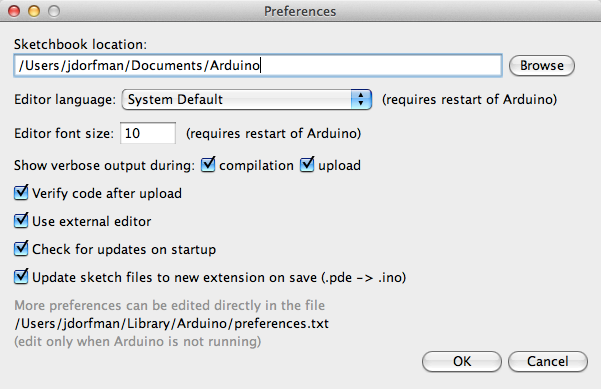 Preferences
Sketchbook location:
/Users/jdorfman/Documents/Arduino
Browse
Editor language: System Default (requires restart of Arduino)
Editor font size: 10 (requires restart of Arduino)
Show verbose output during: compilation upload
Verify code after upload
Use external editor
Check for updates on startup
Update sketch files to new extension on save (.pde -> .ino)
More preferences can be edited directly in the file
/Users/jdorfman/Library/Arduino/preferences.txt
(edit only when Arduino is not running)
OK Cancel